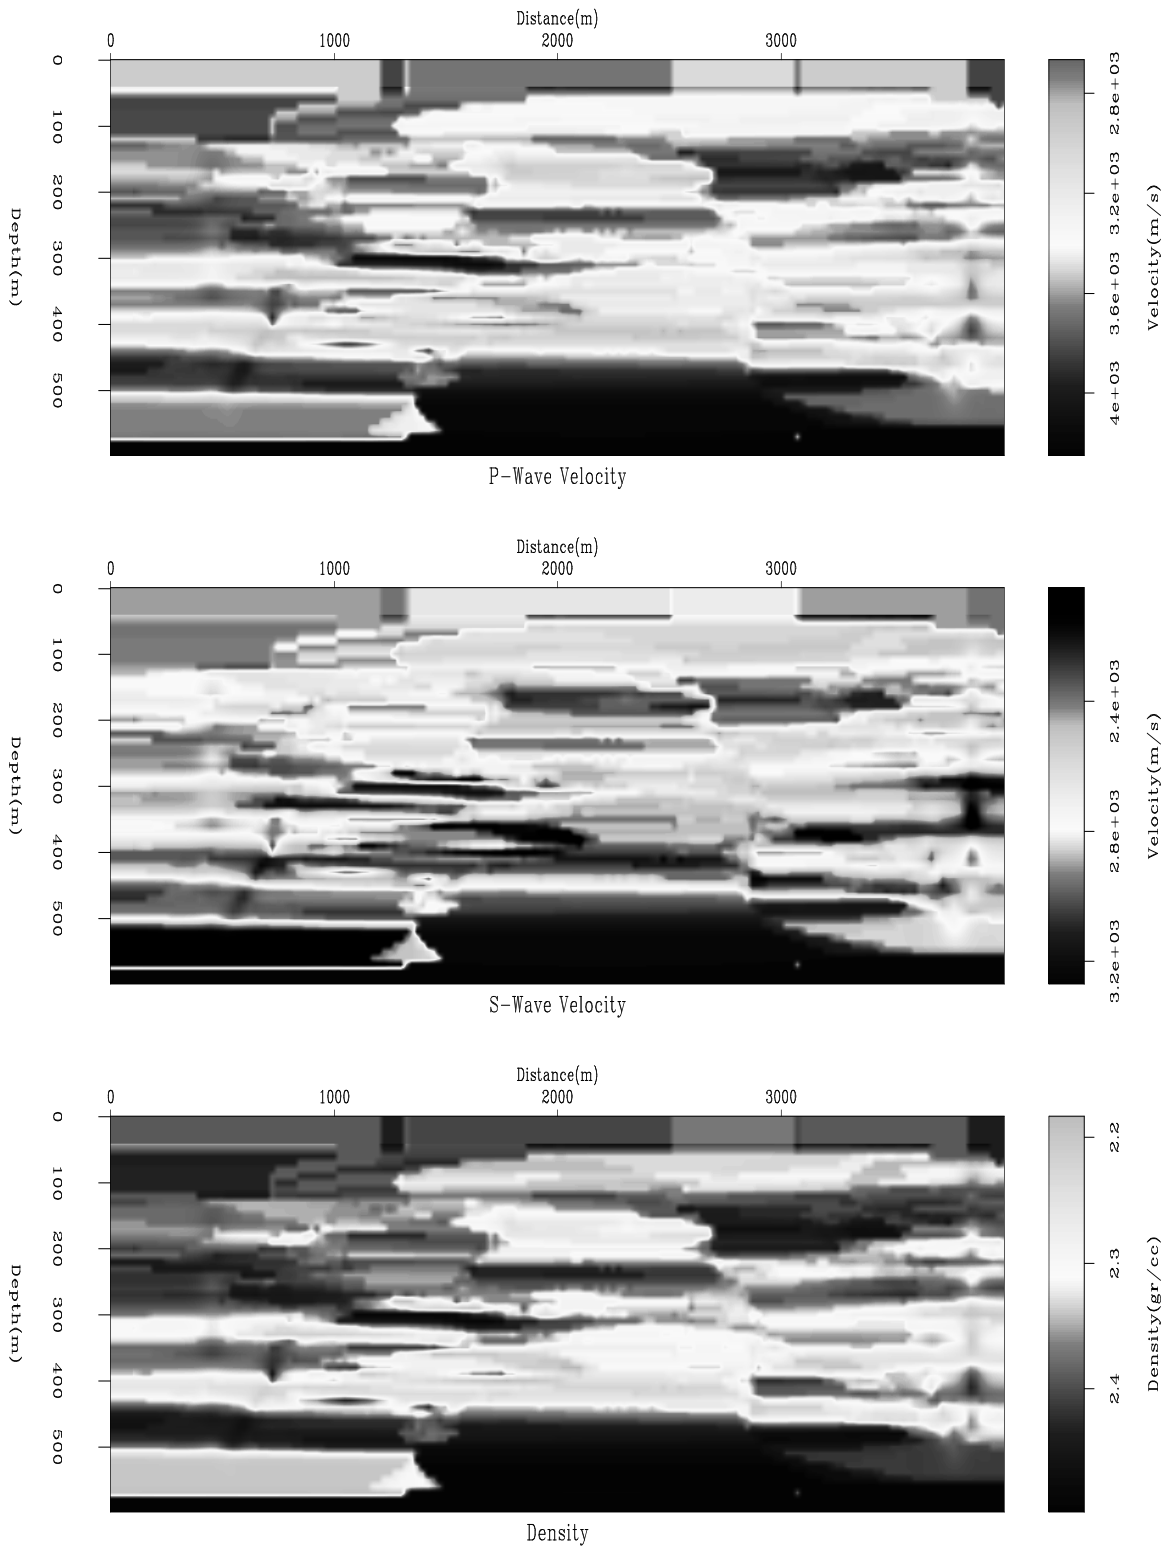 Distance(m)
0 1000 2000 3000
0 100 200 300 400 500
Depth(m)
2.8e+03 3.2e+03 3.6e+03 4e+03
Velocity(m/s)
P-Wave Velocity
Distance(m)
0 1000 2000 3000
0 100 200 300 400 500
Depth(m)
2.4e+03 2.8e+03 3.2e+03
Velocity(m/s)
S-Wave Velocity
Distance(m)
0 1000 2000 3000
0 100 200 300 400 500
Depth(m)
2.2 2.3 2.4
Density(gr/cc)
Density